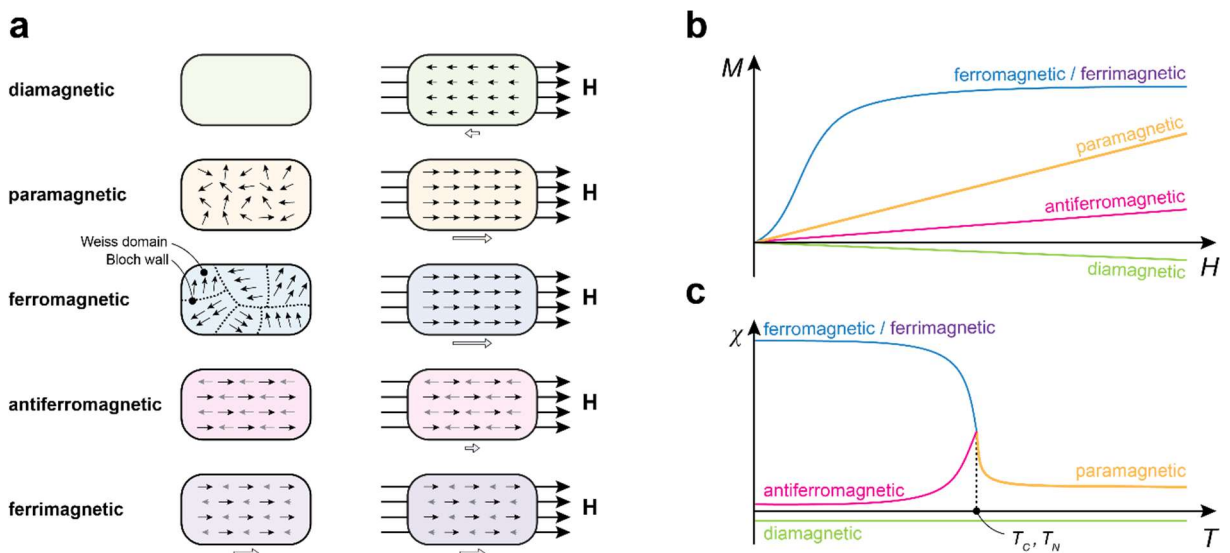 a
diamagnetic
H
paramagnetic
H
Weiss domain
Bloch wall
ferromagnetic
H
antiferromagnetic
H
ferrimagnetic
H
b
M
ferromagnetic / ferrimagnetic
paramagnetic
antiferromagnetic
diamagnetic
H
c
χ
ferromagnetic / ferrimagnetic
paramagnetic
antiferromagnetic
diamagnetic
T_C, T_N
T